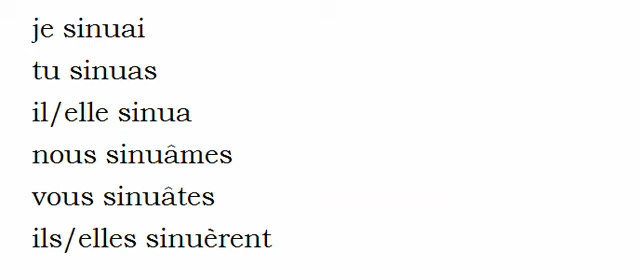 je sinuai
tu sinuas
il/elle sinua
nous sinuâmes
vous sinuâtes
ils/elles sinuèrent